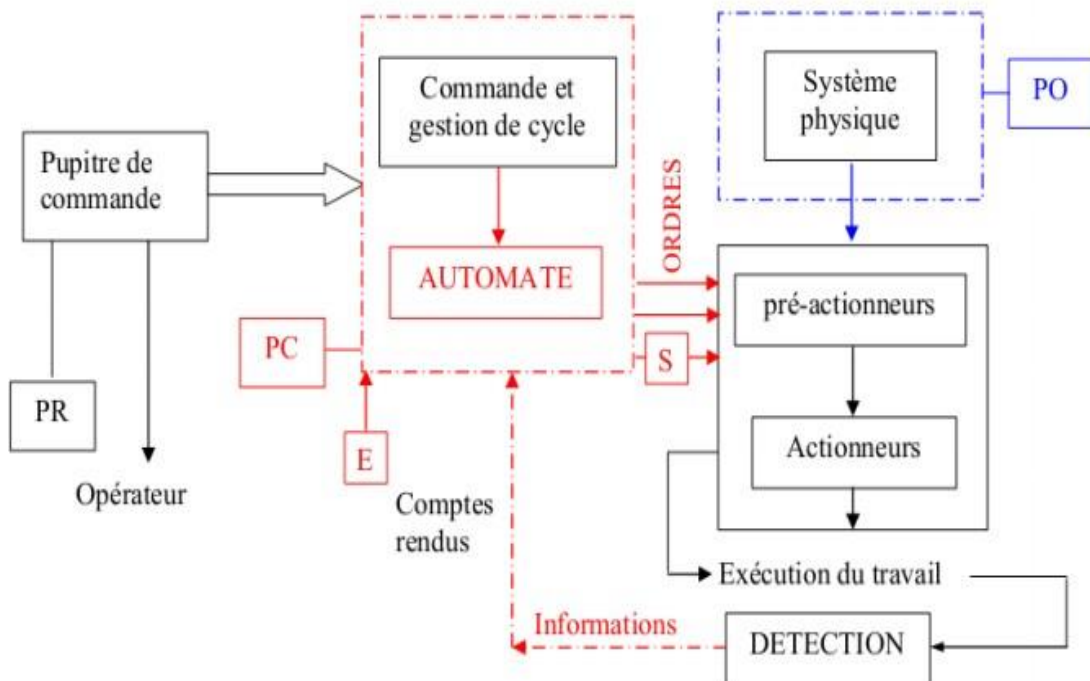 Commande et
gestion de cycle
Système
physique
PO
Pupitre de
commande
ORDRES
AUTOMATE
pré-actionneurs
PC
S
PR
E
Actionneurs
Opérateur
Comptes
rendus
Exécution du travail
Informations
DETECTION